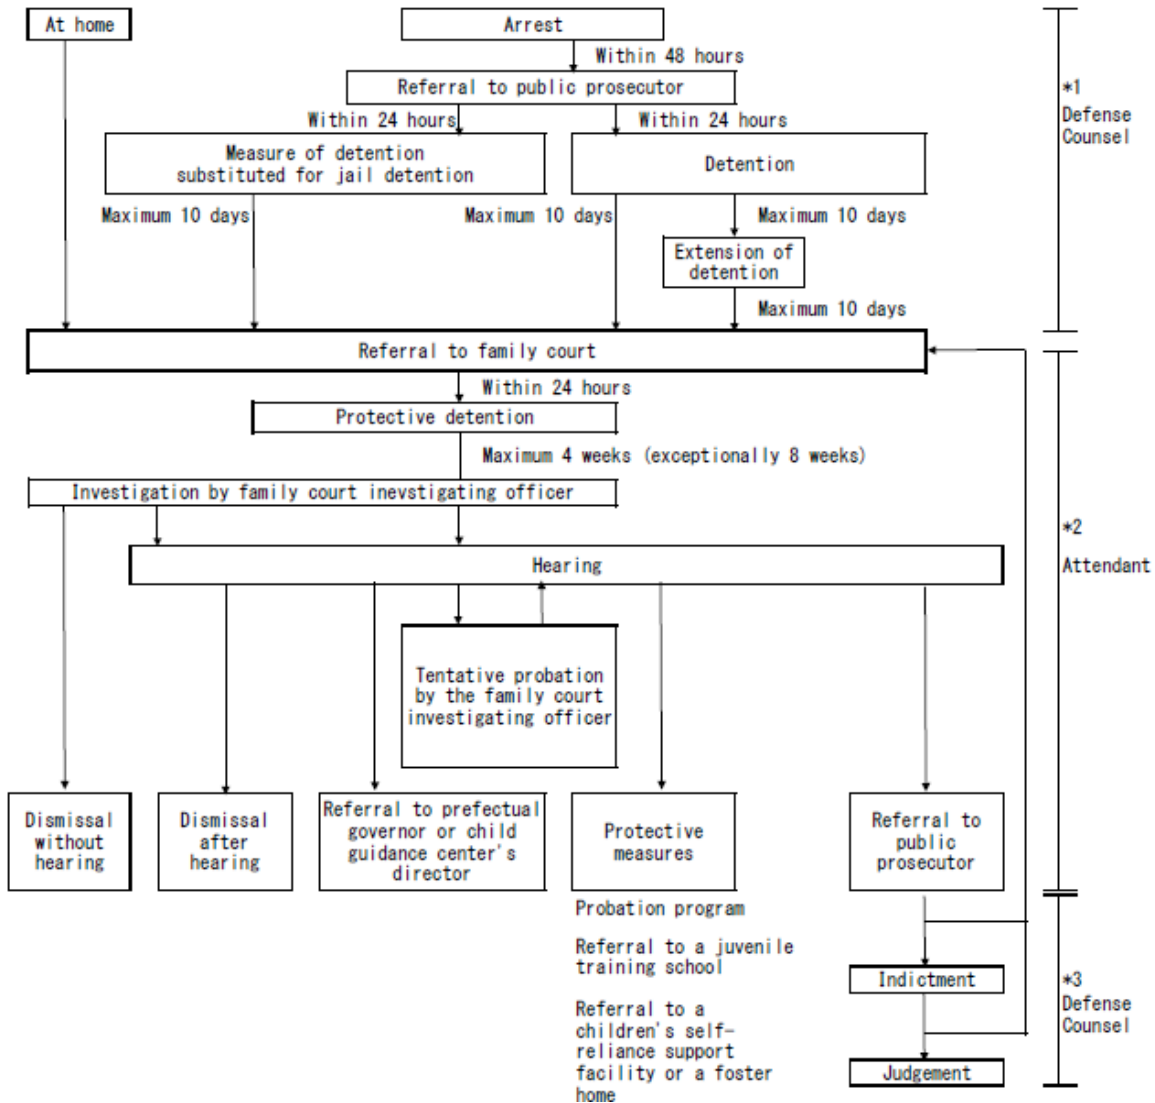 At home
Arrest
Within 48 hours
Referral to public prosecutor
*1
Defense
Counsel
Within 24 hours
Within 24 hours
Measure of detention
substituted for jail detention
Detention
Maximum 10 days
Maximum 10 days
Maximum 10 days
Extension of
detention
Maximum 10 days
Referral to family court
Within 24 hours
Protective detention
Maximum 4 weeks (exceptionally 8 weeks)
Investigation by family court inevstigating officer
*2
Attendant
Hearing
Tentative probation
by the family court
investigating officer
Dismissal
without
hearing
Dismissal
after
hearing
Referral to prefectual
governor or child
guidance center's
director
Protective
measures
Referral to
public
prosecutor
Probation program
Referral to a juvenile
training school
Referral to a
children's self-
reliance support
facility or a foster
home
Indictment
*3
Defense
Counsel
Judgement